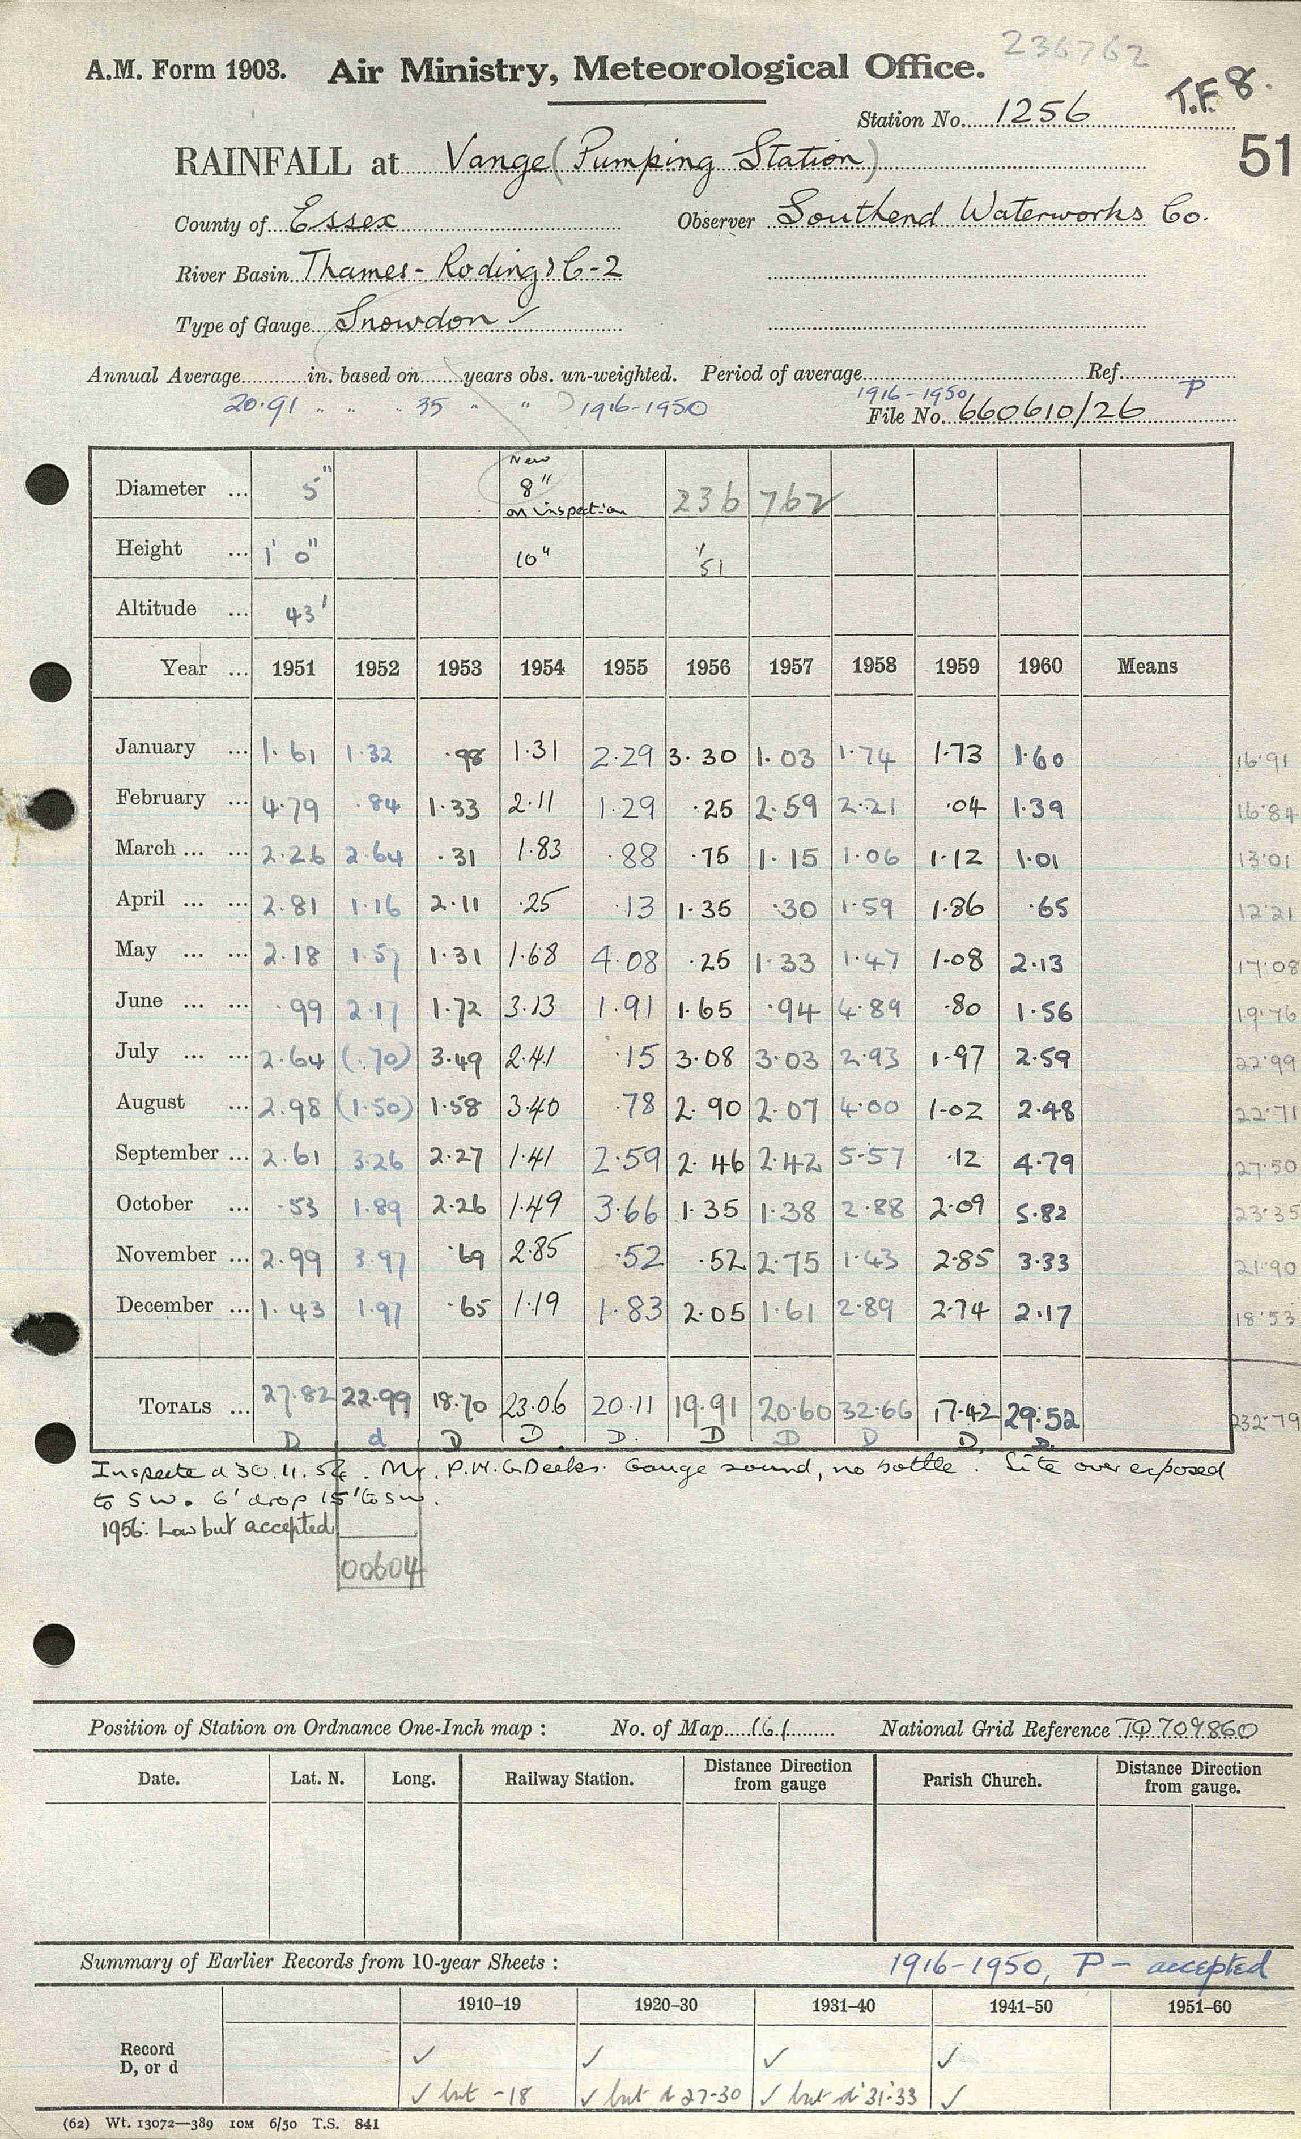 236762
A.M. Form 1903. Air Ministry, Meteorological Office.
T.F 8.
Station No. 1256
51
RAINFALL at Vange (Pumping Station)
County of Essex Observer Southend Waterworks Co.
River Basin Thames - Roding C-2
Type of Gauge Snowdon ✓
Annual Average in. based on years obs. un-weighted. Period of average Ref.
20.91 " " " 35 " " 1916-1950 1916-1950 P
File No. 660610/26
Diameter ... 5" New 8" on inspection 236 762
Height ... 1' 0" 10" 1/51
Altitude ... 43'
Year ... 1951 1952 1953 1954 1955 1956 1957 1958 1959 1960 Means
January ... 1.61 1.32 .98 1.31 2.29 3.30 1.03 1.74 1.73 1.60 16.91
February ... 4.79 .84 1.33 2.11 1.29 .25 2.59 2.21 .04 1.39 16.84
March ... ... 2.26 2.64 .31 1.83 .88 .75 1.15 1.06 1.12 1.01 13.01
April ... ... 2.81 1.16 2.11 .25 .13 1.35 .30 1.59 1.86 .65 12.21
May ... ... 2.18 1.57 1.31 1.68 4.08 .25 1.33 1.47 1.08 2.13 17.08
June ... ... .99 2.17 1.72 3.13 1.91 1.65 .94 4.89 .80 1.56 19.76
July ... ... 2.64 (.70) 3.49 2.41 .15 3.08 3.03 2.93 1.97 2.59 22.99
August ... 2.98 (1.50) 1.58 3.40 .78 2.90 2.07 4.00 1.02 2.48 22.71
September ... 2.61 3.26 2.27 1.41 2.59 2.46 2.42 5.57 .12 4.79 27.50
October ... .53 1.89 2.26 1.49 3.66 1.35 1.38 2.88 2.09 5.82 23.35
November ... 2.99 3.97 .69 2.85 .52 .52 2.75 1.43 2.85 3.33 21.90
December ... 1.43 1.97 .65 1.19 1.83 2.05 1.61 2.89 2.74 2.17 18.53
TOTALS ... 27.82 22.99 18.70 23.06 20.11 19.91 20.60 32.66 17.42 29.52 232.79
D d D D. D. D D D D. D.
Inspected 30.11.54. Mr. P.W.G. Deeks. Gauge sound, no bottle. Site over exposed
to SW. 6' drop 15' to SW.
1956: Low but accepted
00604
Position of Station on Ordnance One-Inch map : No. of Map 161 National Grid Reference TQ 709860
Date. Lat. N. Long. Railway Station. Distance Direction from gauge Parish Church. Distance Direction from gauge.
Summary of Earlier Records from 10-year Sheets : 1916-1950, P - accepted
1910–19 1920–30 1931–40 1941–50 1951–60
Record ✓ ✓ ✓ ✓
D, or d ✓ but -18 ✓ but d 27-30 ✓ but d 31-33 ✓
(62) Wt. 13072—389 10M 6/50 T.S. 841